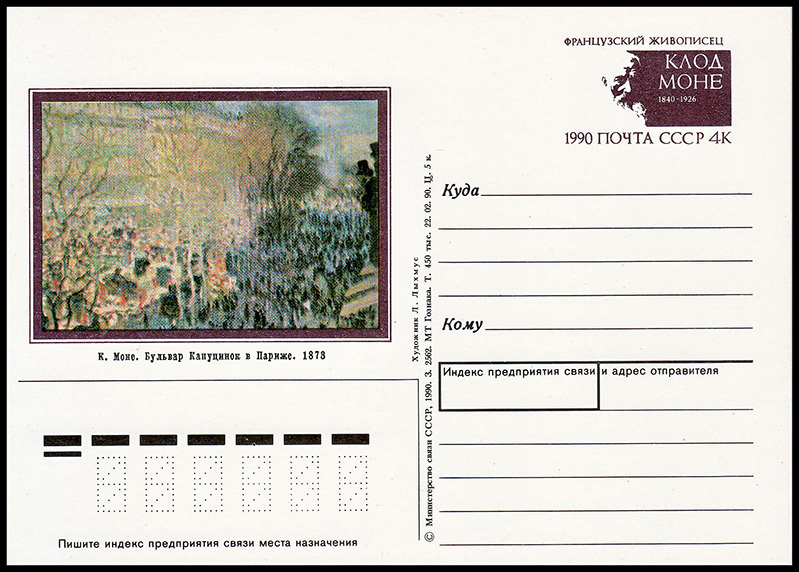 ФРАНЦУЗСКИЙ ЖИВОПИСЕЦ
КЛОД
МОНЕ
1840-1926
1990 ПОЧТА СССР 4К
К. Моне. Бульвар Капуцинок в Париже. 1873
Художник Л. Лыхмус
© Министерство связи СССР, 1990. З. 2562. МТ Гознака. Т. 450 тыс. 22. 02. 90. Ц. 5 к.
Куда
Кому
Индекс предприятия связи и адрес отправителя
Пишите индекс предприятия связи места назначения